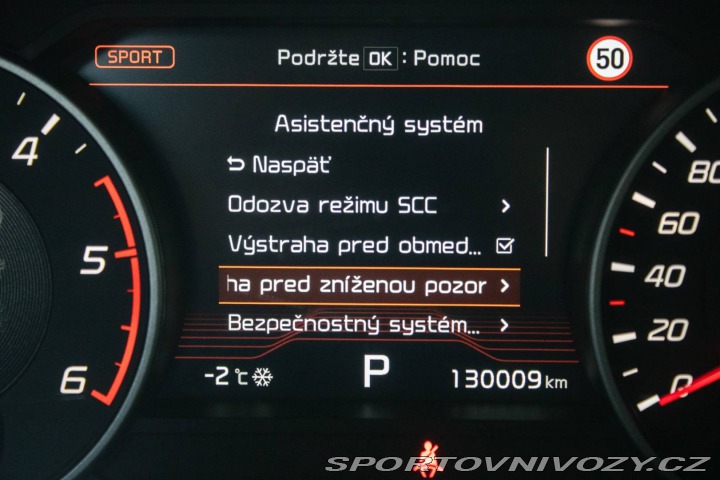 SPORT
Podržte OK : Pomoc
50
Asistenčný systém
Naspäť
Odozva režimu SCC
Výstraha pred obmed...
ha pred zníženou pozor
Bezpečnostný systém...
-2 °C
P
130009 km
4
5
6
80
60
40
20
0
SPORTOVNIVOZY.CZ